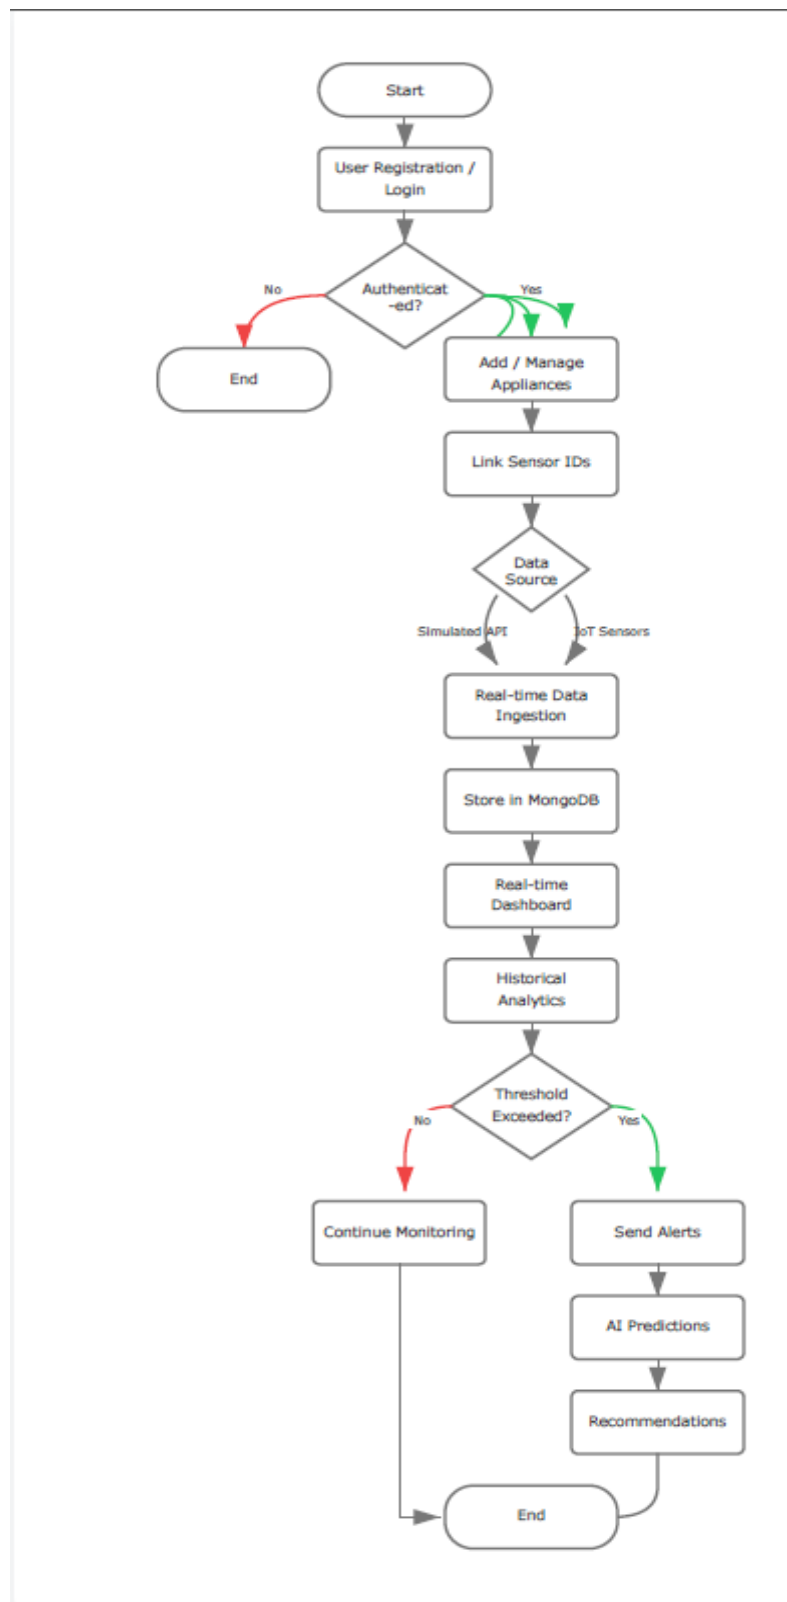 Start
User Registration /
Login
Authenticat
-ed?
No
Yes
End
Add / Manage
Appliances
Link Sensor IDs
Data
Source
Simulated API
IoT Sensors
Real-time Data
Ingestion
Store in MongoDB
Real-time
Dashboard
Historical
Analytics
Threshold
Exceeded?
No
Yes
Continue Monitoring
Send Alerts
AI Predictions
Recommendations
End